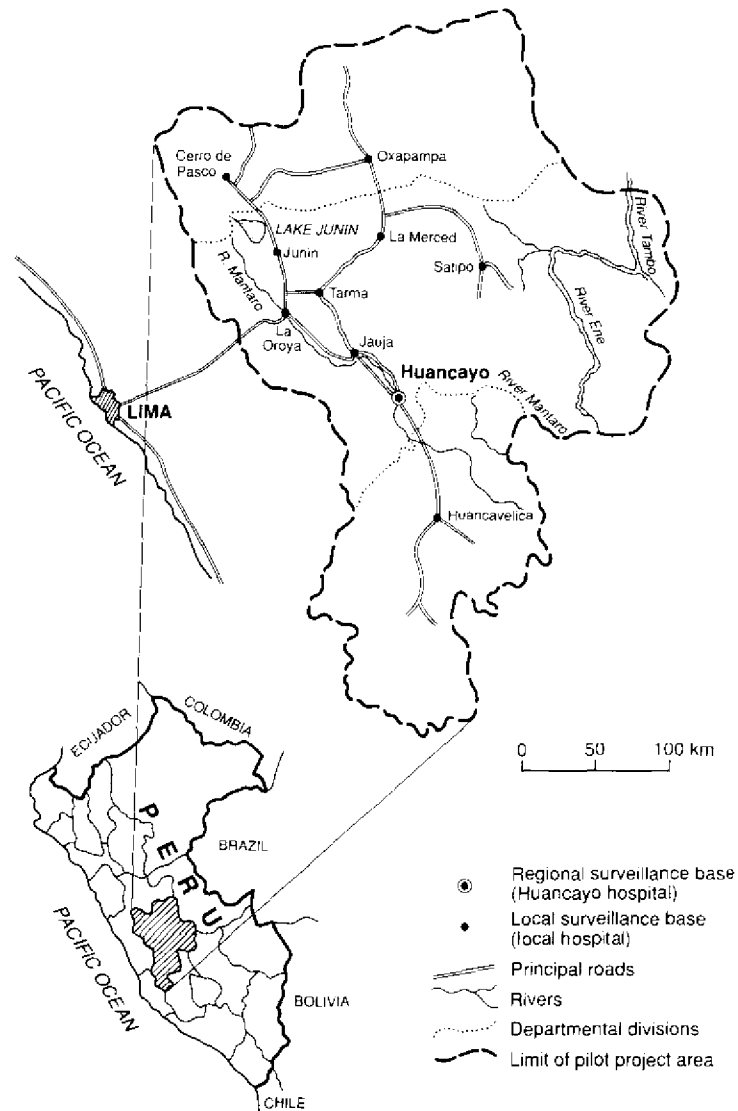 Cerro de
Pasco
Oxapampa
LAKE JUNIN
Junin
La Merced
Satipo
River Tambo
R. Mantaro
Tarma
River Ene
La
Oroya
Jauja
Huancayo
River Mantaro
PACIFIC OCEAN
LIMA
Huancavelica
ECUADOR
COLOMBIA
0 50 100 km
PERU
BRAZIL
PACIFIC OCEAN
BOLIVIA
CHILE
Regional surveillance base
(Huancayo hospital)
Local surveillance base
(local hospital)
Principal roads
Rivers
Departmental divisions
Limit of pilot project area